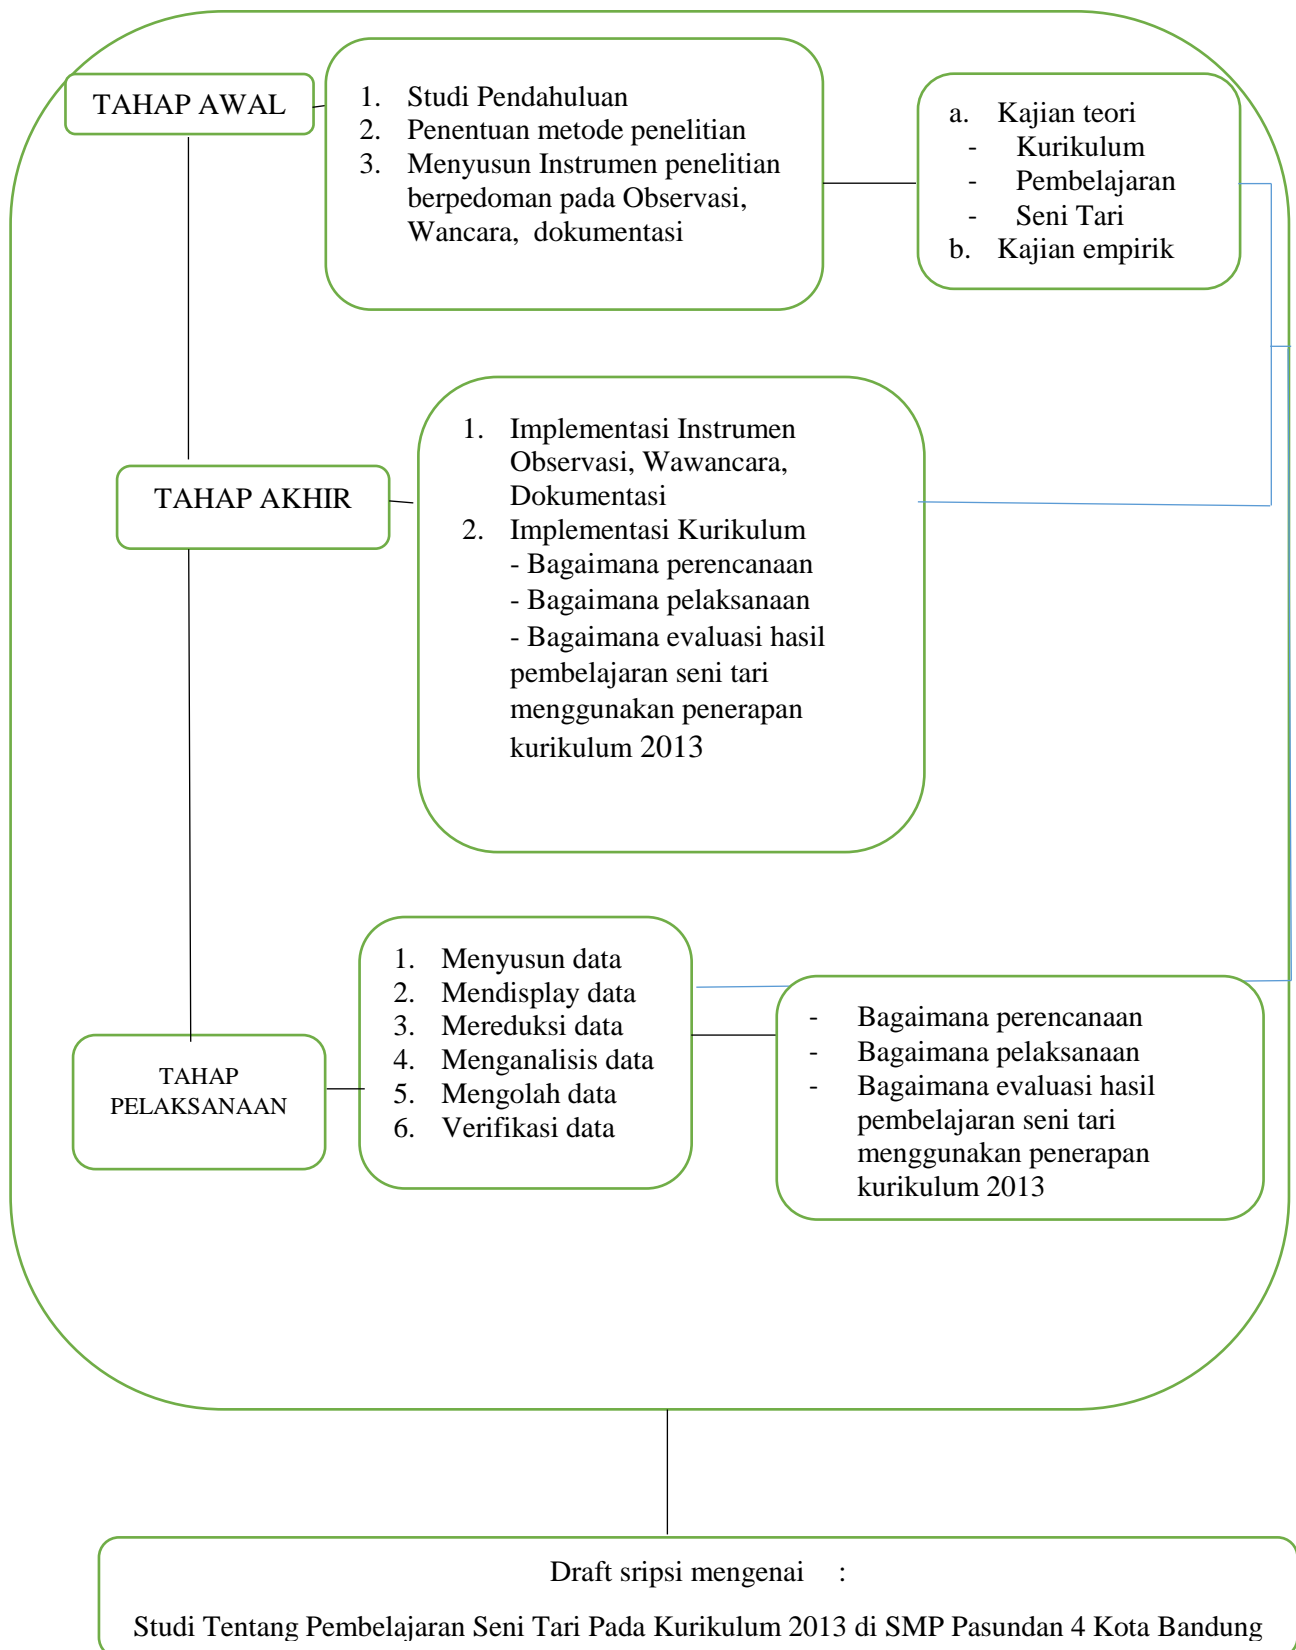 TAHAP AWAL
1. Studi Pendahuluan
2. Penentuan metode penelitian
3. Menyusun Instrumen penelitian
berpedoman pada Observasi,
Wancara, dokumentasi
a. Kajian teori
- Kurikulum
- Pembelajaran
- Seni Tari
b. Kajian empirik
TAHAP AKHIR
1. Implementasi Instrumen
Observasi, Wawancara,
Dokumentasi
2. Implementasi Kurikulum
- Bagaimana perencanaan
- Bagaimana pelaksanaan
- Bagaimana evaluasi hasil
pembelajaran seni tari
menggunakan penerapan
kurikulum 2013
TAHAP
PELAKSANAAN
1. Menyusun data
2. Mendisplay data
3. Mereduksi data
4. Menganalisis data
5. Mengolah data
6. Verifikasi data
- Bagaimana perencanaan
- Bagaimana pelaksanaan
- Bagaimana evaluasi hasil
pembelajaran seni tari
menggunakan penerapan
kurikulum 2013
Draft sripsi mengenai :
Studi Tentang Pembelajaran Seni Tari Pada Kurikulum 2013 di SMP Pasundan 4 Kota Bandung